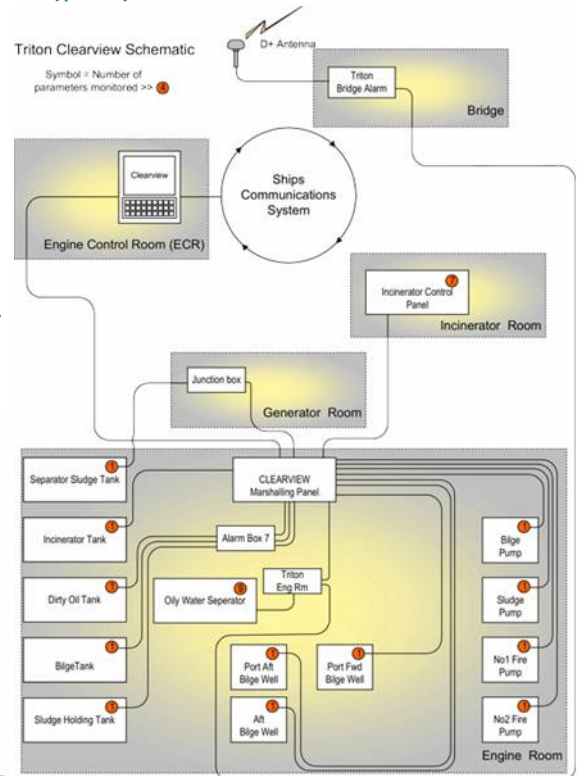 Triton Clearview Schematic
Symbol = Number of
parameters monitored >> 4
D+ Antenna
Triton
Bridge Alarm
Bridge
Clearview
Engine Control Room (ECR)
Ships
Communications
System
7
Incinerator Control
Panel
Incinerator Room
Junction box
Generator Room
1
Separator Sludge Tank
CLEARVIEW
Marshalling Panel
1
Incinerator Tank
Alarm Box 7
1
Bilge
Pump
Triton
Eng Rm
1
Dirty Oil Tank
9
Oily Water Seperator
1
Sludge
Pump
1
BilgeTank
1
Port Aft
Bilge Well
1
Port Fwd
Bilge Well
1
No1 Fire
Pump
1
Sludge Holding Tank
1
Aft
Bilge Well
1
No2 Fire
Pump
Engine Room